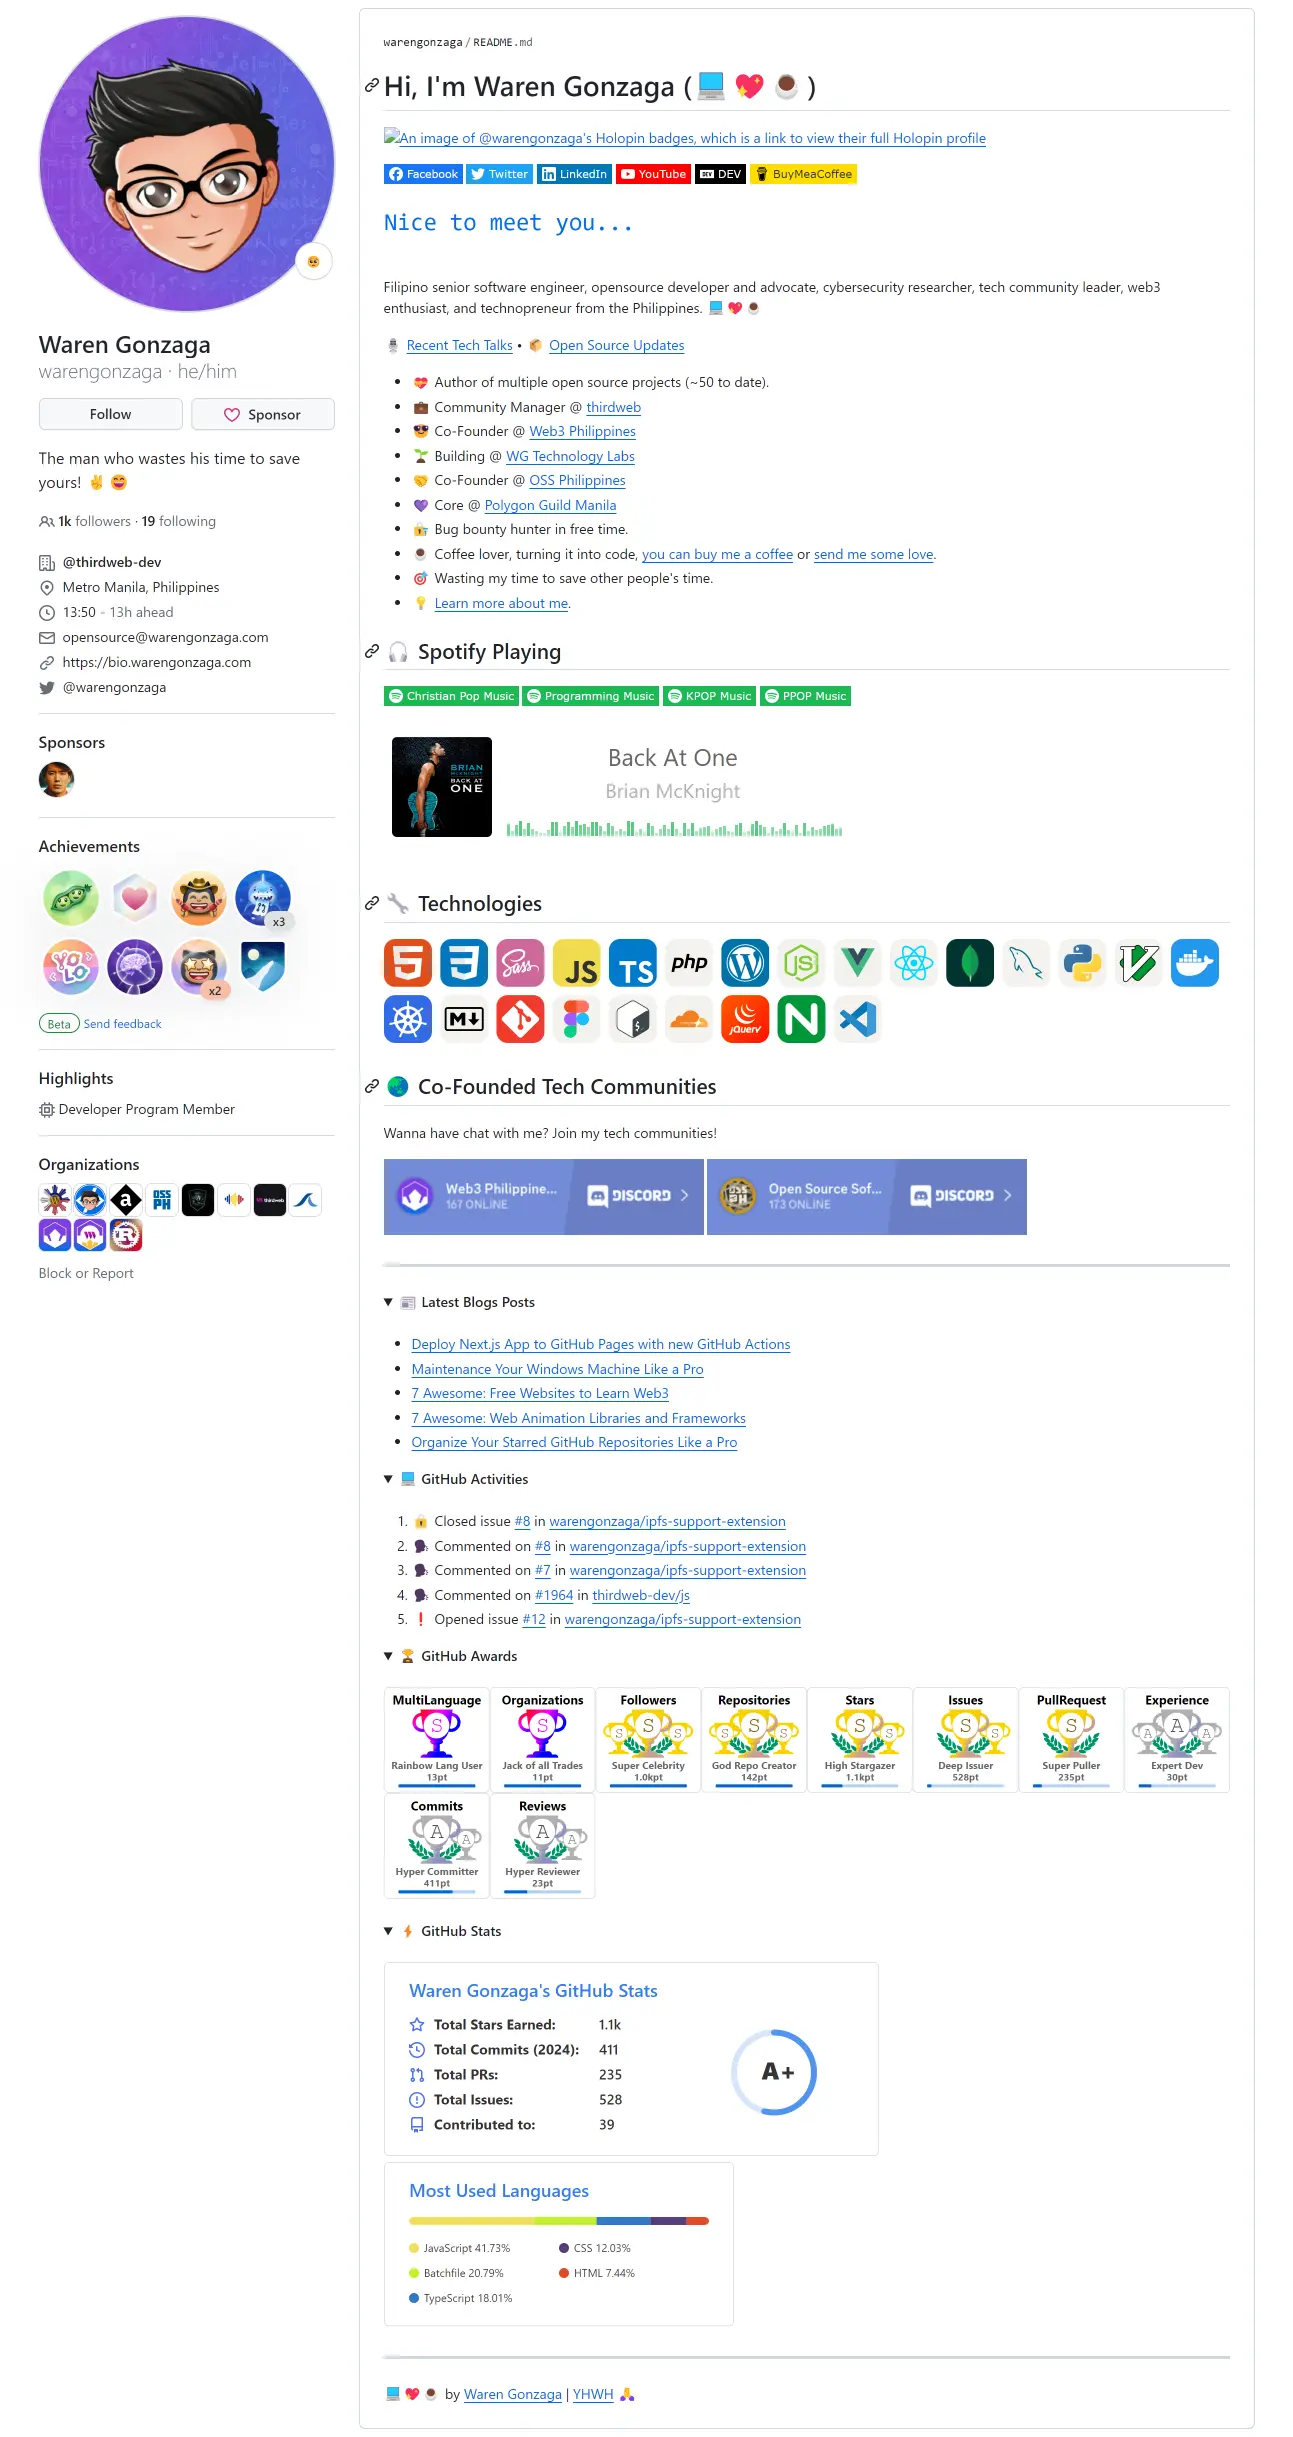 Waren Gonzaga
warengonzaga · he/him
Follow
Sponsor
The man who wastes his time to save
yours! ✌️ 😄
1k followers · 19 following
@thirdweb-dev
Metro Manila, Philippines
13:50 - 13h ahead
opensource@warengonzaga.com
https://bio.warengonzaga.com
@warengonzaga
Sponsors
Achievements
x3
YOLO
x2
Beta Send feedback
Highlights
Developer Program Member
Organizations
a
OSS
PH
thirdweb
Block or Report
warengonzaga / README.md
Hi, I'm Waren Gonzaga ( 💻 💖 ☕ )
An image of @warengonzaga's Holopin badges, which is a link to view their full Holopin profile
Facebook Twitter LinkedIn YouTube DEV DEV BuyMeaCoffee
Nice to meet you...
Filipino senior software engineer, opensource developer and advocate, cybersecurity researcher, tech community leader, web3
enthusiast, and technopreneur from the Philippines. 💻 💖 ☕
🎙️ Recent Tech Talks • 📦 Open Source Updates
• 💝 Author of multiple open source projects (~50 to date).
• 💼 Community Manager @ thirdweb
• 😎 Co-Founder @ Web3 Philippines
• 🌱 Building @ WG Technology Labs
• 🤝 Co-Founder @ OSS Philippines
• 💜 Core @ Polygon Guild Manila
• 🔐 Bug bounty hunter in free time.
• ☕ Coffee lover, turning it into code, you can buy me a coffee or send me some love.
• 🎯 Wasting my time to save other people's time.
• 💡 Learn more about me.
🎧 Spotify Playing
Christian Pop Music Programming Music KPOP Music PPOP Music
BRIAN
MCKNIGHT
BACK AT
ONE
Back At One
Brian McKnight
🔧 Technologies
5 3 Sass JS TS php W JS V
M↓ $ jQuery N
🌏 Co-Founded Tech Communities
Wanna have chat with me? Join my tech communities!
Web3 Philippine...
167 ONLINE
DISCORD
Open Source Sof...
173 ONLINE
DISCORD
▼ 📰 Latest Blogs Posts
• Deploy Next.js App to GitHub Pages with new GitHub Actions
• Maintenance Your Windows Machine Like a Pro
• 7 Awesome: Free Websites to Learn Web3
• 7 Awesome: Web Animation Libraries and Frameworks
• Organize Your Starred GitHub Repositories Like a Pro
▼ 💻 GitHub Activities
1. 🔒 Closed issue #8 in warengonzaga/ipfs-support-extension
2. 🗣 Commented on #8 in warengonzaga/ipfs-support-extension
3. 🗣 Commented on #7 in warengonzaga/ipfs-support-extension
4. 🗣 Commented on #1964 in thirdweb-dev/js
5. ❗ Opened issue #12 in warengonzaga/ipfs-support-extension
▼ 🏆 GitHub Awards
MultiLanguage Organizations Followers Repositories Stars Issues PullRequest Experience
S S S S S S S S S S S S S S A A A
Rainbow Lang User Jack of all Trades Super Celebrity God Repo Creator High Stargazer Deep Issuer Super Puller Expert Dev
13pt 11pt 1.0kpt 142pt 1.1kpt 528pt 235pt 30pt
Commits Reviews
A A A A
Hyper Committer Hyper Reviewer
411pt 23pt
▼ ⚡ GitHub Stats
Waren Gonzaga's GitHub Stats
Total Stars Earned: 1.1k
Total Commits (2024): 411
Total PRs: 235
Total Issues: 528
Contributed to: 39
A+
Most Used Languages
JavaScript 41.73% CSS 12.03%
Batchfile 20.79% HTML 7.44%
TypeScript 18.01%
💻 💖 ☕ by Waren Gonzaga | YHWH 🙏